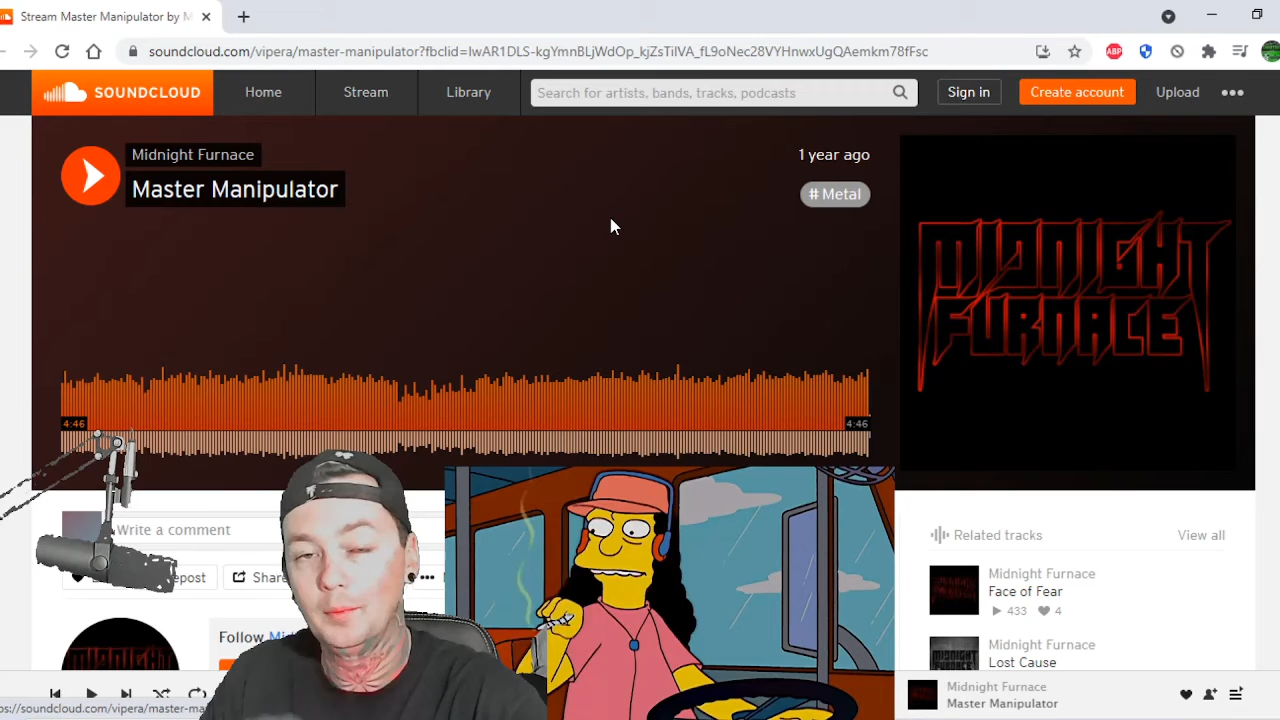 Stream Master Manipulator by M
soundcloud.com/vipera/master-manipulator?fbclid=IwAR1DLS-kgYmnBLjWdOp_kjZsTilVA_fL9oNec28VYHnwxUgQAemkm78fFsc
ABP
SOUNDCLOUD
Home
Stream
Library
Search for artists, bands, tracks, podcasts
Sign in
Create account
Upload
Midnight Furnace
Master Manipulator
1 year ago
# Metal
MIDNIGHT
FURNACE
4:46
4:46
Write a comment
epost
Share
Related tracks
View all
Midnight Furnace
Face of Fear
433
4
Midnight Furnace
Lost Cause
Follow
Midnight Furnace
Master Manipulator